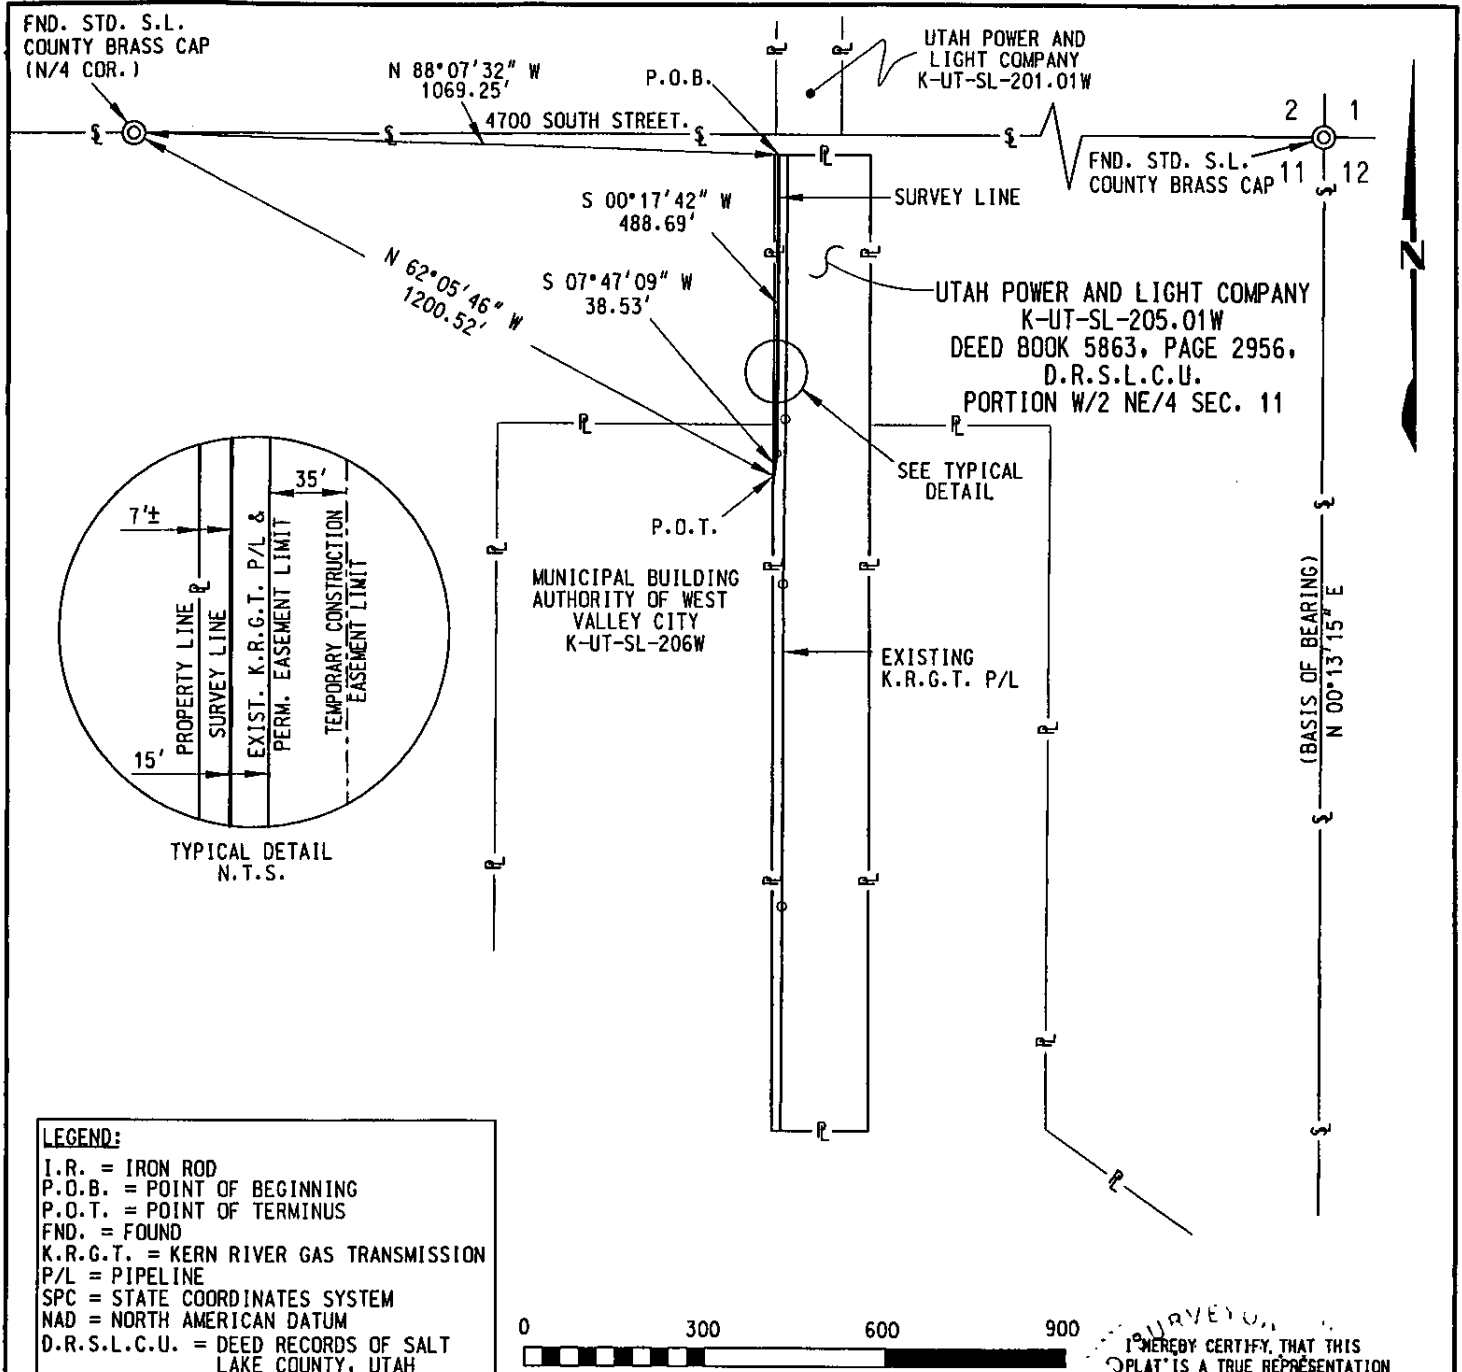 FND. STD. S.L.
COUNTY BRASS CAP
(N/4 COR.)
N 88°07'32" W
1069.25'
P.O.B.
UTAH POWER AND
LIGHT COMPANY
K-UT-SL-201.01W
4700 SOUTH STREET.
2 1
11 12
FND. STD. S.L.
COUNTY BRASS CAP
SURVEY LINE
S 00°17'42" W
488.69'
N 62°05'46" W
1200.52'
S 07°47'09" W
38.53'
UTAH POWER AND LIGHT COMPANY
K-UT-SL-205.01W
DEED BOOK 5863, PAGE 2956,
D.R.S.L.C.U.
PORTION W/2 NE/4 SEC. 11
N
SEE TYPICAL
DETAIL
P.O.T.
35'
7'±
15'
PROPERTY LINE
SURVEY LINE
EXIST. K.R.G.T. P/L &
PERM. EASEMENT LIMIT
TEMPORARY CONSTRUCTION
EASEMENT LIMIT
TYPICAL DETAIL
N.T.S.
MUNICIPAL BUILDING
AUTHORITY OF WEST
VALLEY CITY
K-UT-SL-206W
EXISTING
K.R.G.T. P/L
(BASIS OF BEARING)
N 00°13'15" E
LEGEND:
I.R. = IRON ROD
P.O.B. = POINT OF BEGINNING
P.O.T. = POINT OF TERMINUS
FND. = FOUND
K.R.G.T. = KERN RIVER GAS TRANSMISSION
P/L = PIPELINE
SPC = STATE COORDINATES SYSTEM
NAD = NORTH AMERICAN DATUM
D.R.S.L.C.U. = DEED RECORDS OF SALT
LAKE COUNTY, UTAH
0 300 600 900
SURVEYOR
I HEREBY CERTIFY, THAT THIS
PLAT IS A TRUE REPRESENTATION